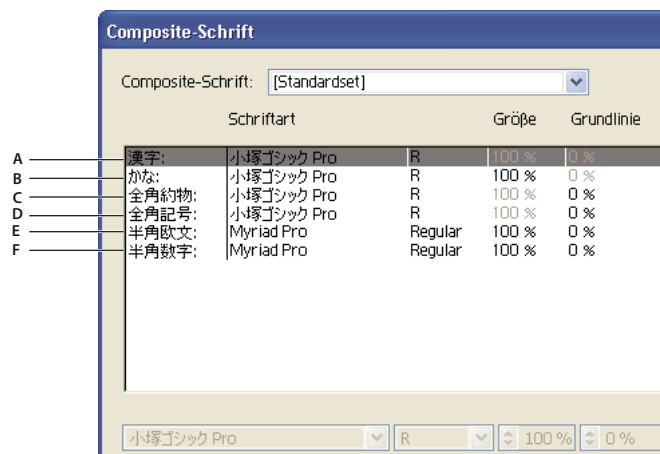 Composite-Schrift
Composite-Schrift: [Standardset]
Schriftart Größe Grundlinie
A 漢字: 小塚ゴシック Pro R 100 % 0 %
B かな: 小塚ゴシック Pro R 100 % 0 %
C 全角約物: 小塚ゴシック Pro R 100 % 0 %
D 全角記号: 小塚ゴシック Pro R 100 % 0 %
E 半角欧文: Myriad Pro Regular 100 % 0 %
F 半角数字: Myriad Pro Regular 100 % 0 %
小塚ゴシック Pro R 100 % 0 %